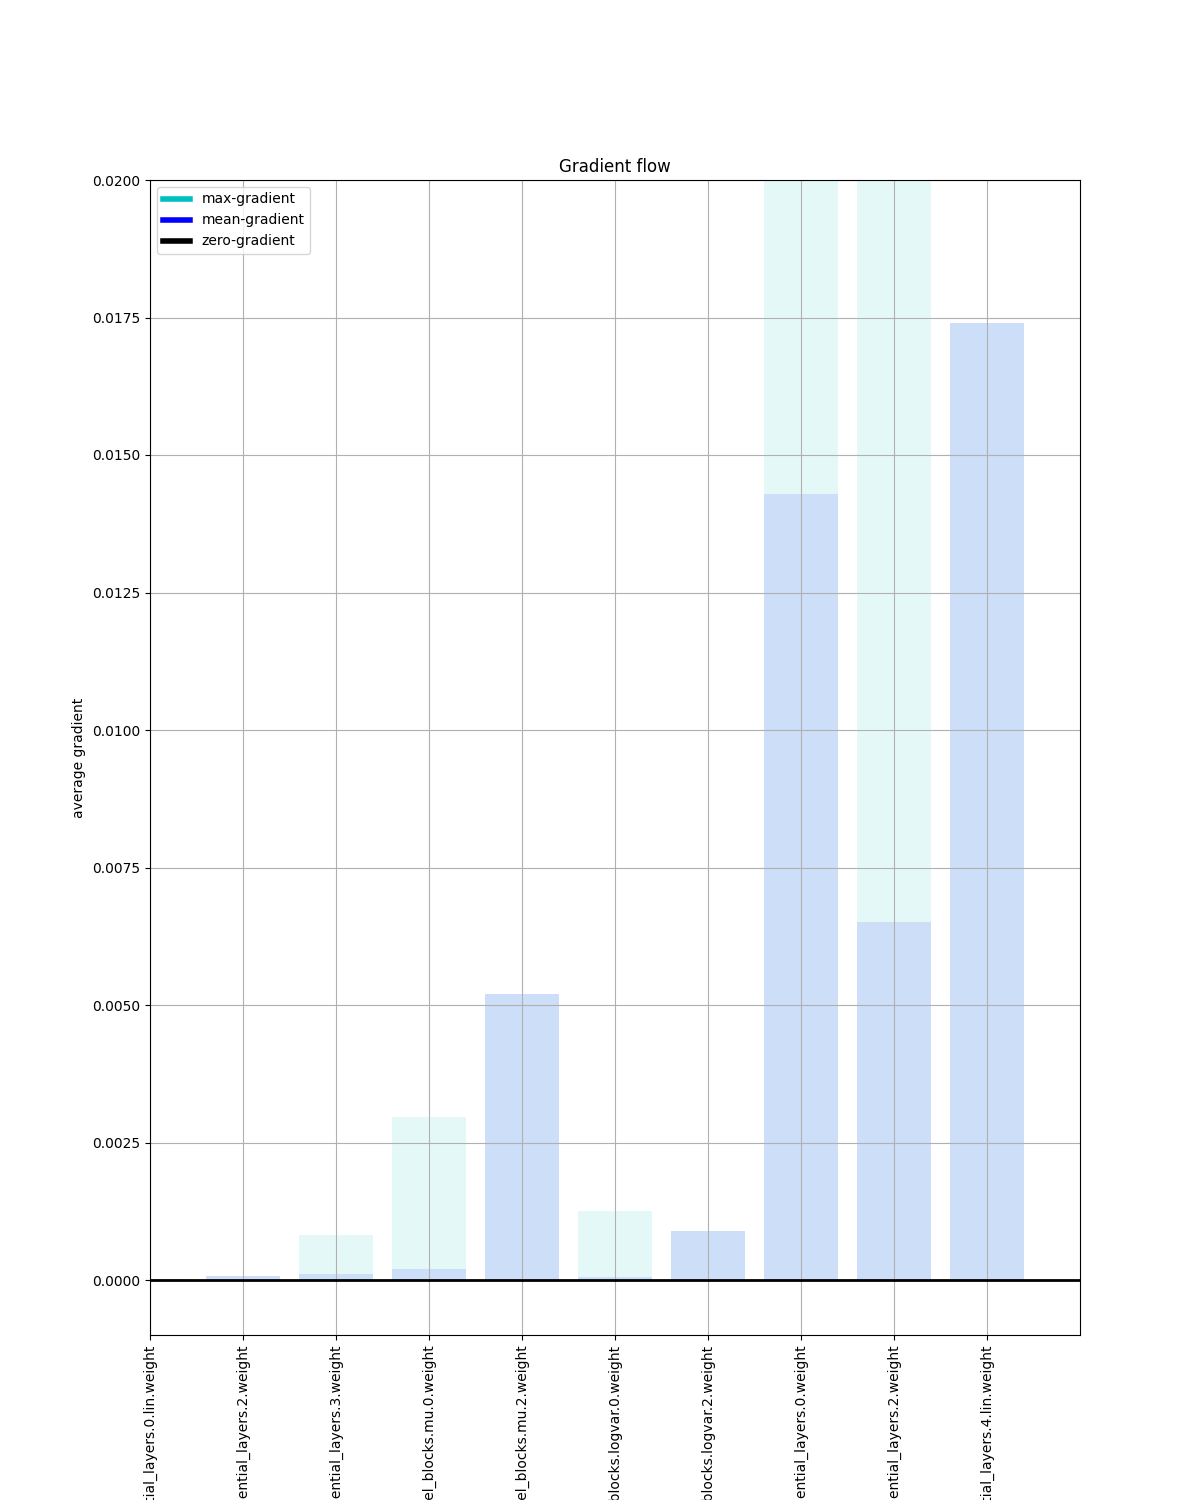 Gradient flow
max-gradient
mean-gradient
zero-gradient
0.0200
0.0175
0.0150
0.0125
0.0100
0.0075
0.0050
0.0025
0.0000
average gradient
tial_layers.0.lin.weight
ential_layers.2.weight
ential_layers.3.weight
el_blocks.mu.0.weight
el_blocks.mu.2.weight
blocks.logvar.0.weight
blocks.logvar.2.weight
ential_layers.0.weight
ential_layers.2.weight
tial_layers.4.lin.weight